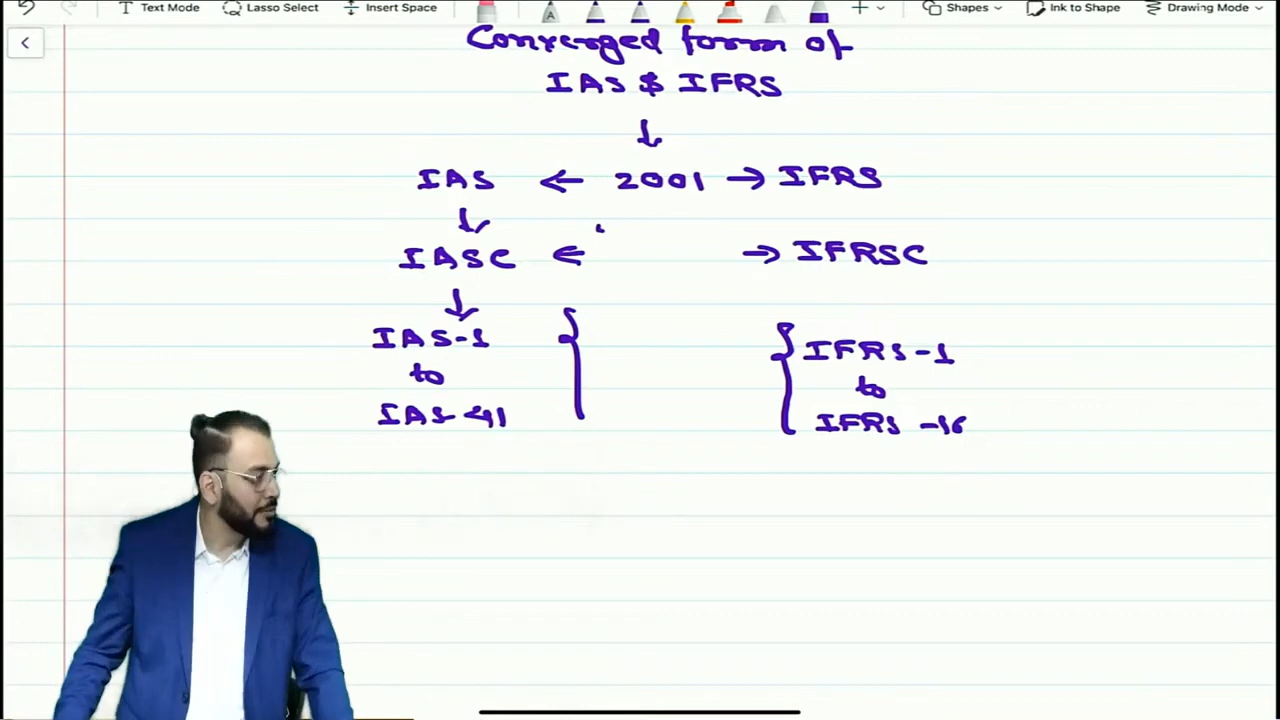 Text Mode Lasso Select Insert Space Shapes Ink to Shape Drawing Mode
Converged form of
IAS $ IFRS
↓
IAS ← 2001 → IFRS
↓
IASC ← → IFRSC
↓
IAS-1 { { IFRS-1
to to
IAS-41 IFRS-16